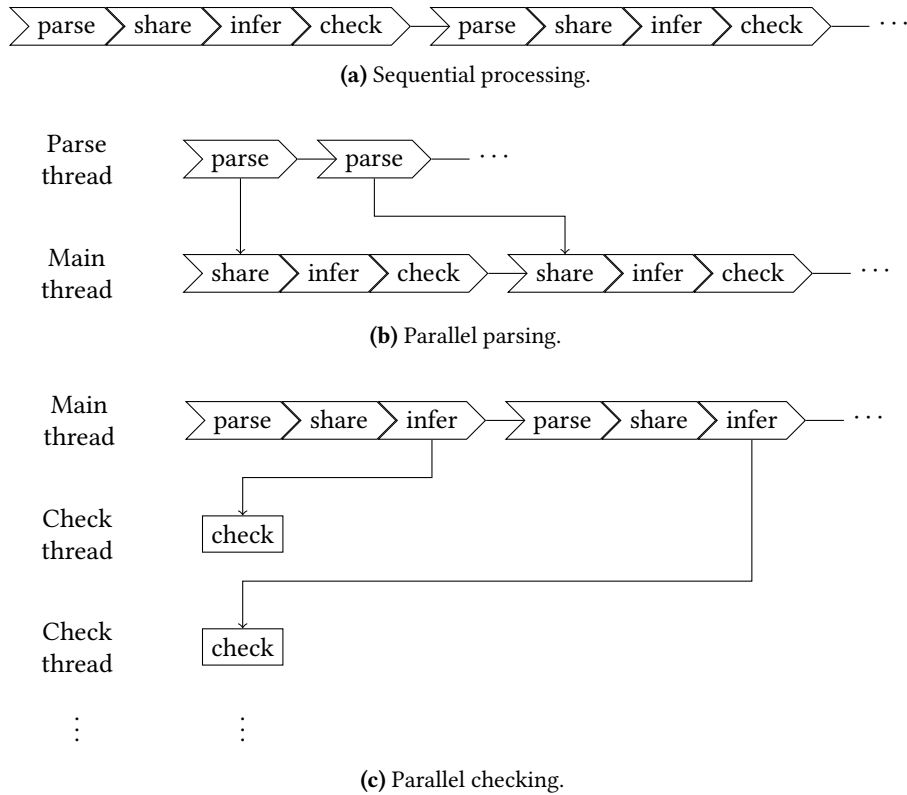 parse share infer check parse share infer check ...
(a) Sequential processing.
Parse
thread
parse parse ...
Main
thread
share infer check share infer check ...
(b) Parallel parsing.
Main
thread
parse share infer parse share infer ...
Check
thread
check
Check
thread
check
⋮ ⋮
(c) Parallel checking.